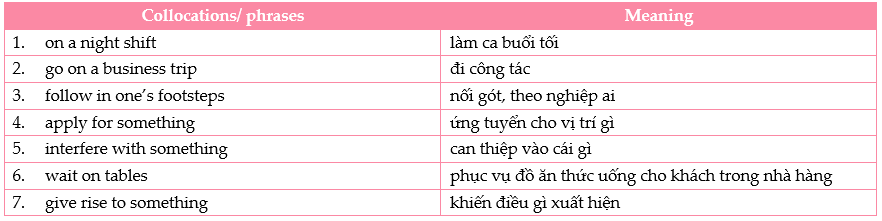 Collocations/ phrases Meaning
1. on a night shift làm ca buổi tối
2. go on a business trip đi công tác
3. follow in one’s footsteps nối gót, theo nghiệp ai
4. apply for something ứng tuyển cho vị trí gì
5. interfere with something can thiệp vào cái gì
6. wait on tables phục vụ đồ ăn thức uống cho khách trong nhà hàng
7. give rise to something khiến điều gì xuất hiện